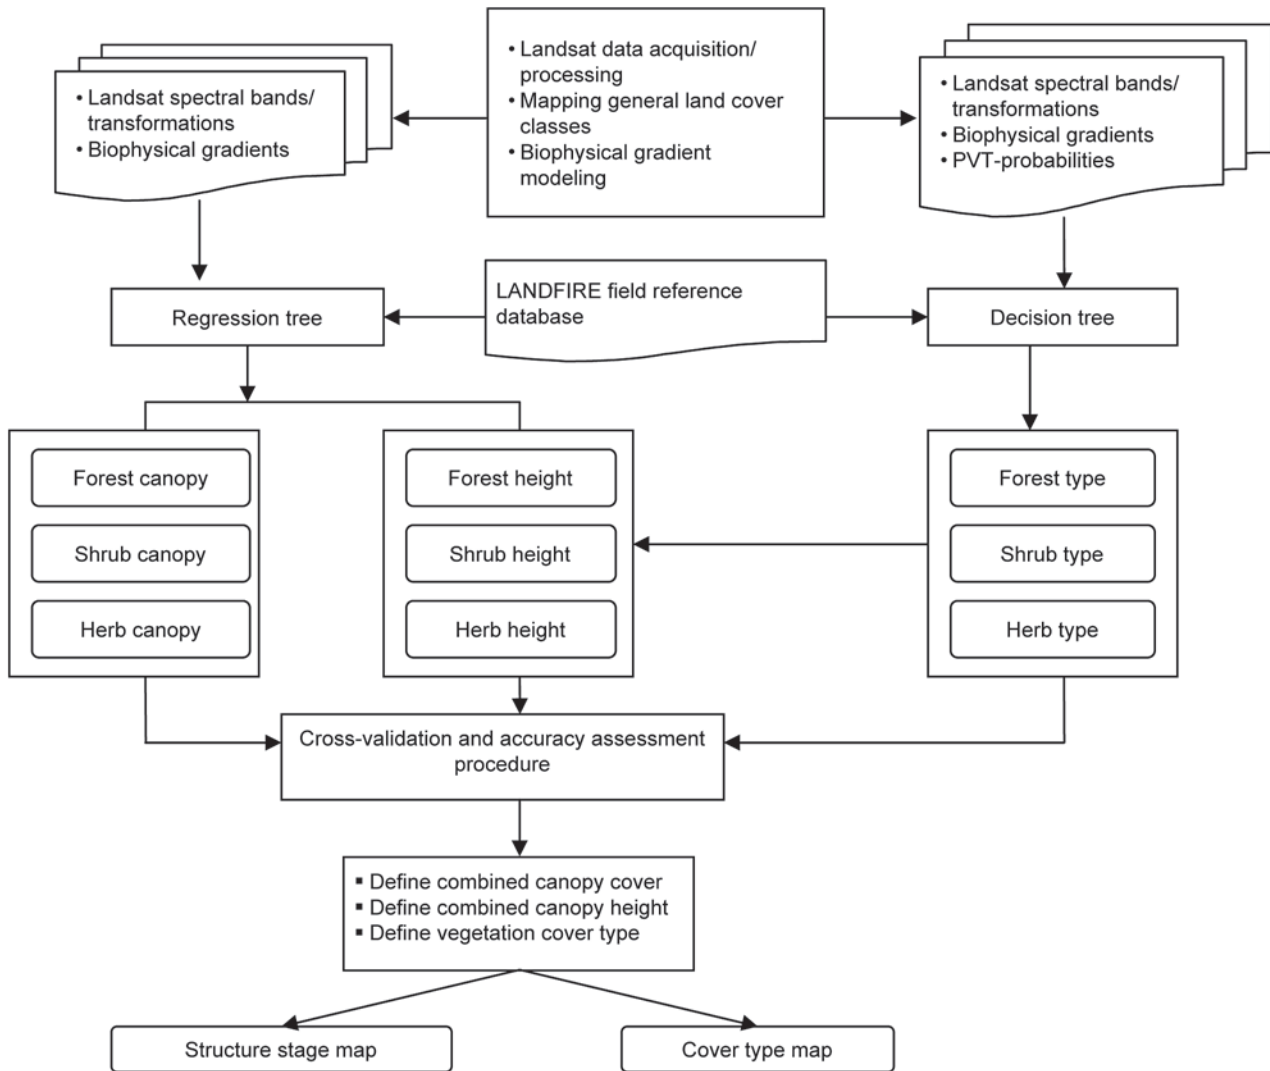 • Landsat spectral bands/
transformations
• Biophysical gradients
• Landsat data acquisition/
processing
• Mapping general land cover
classes
• Biophysical gradient
modeling
• Landsat spectral bands/
transformations
• Biophysical gradients
• PVT-probabilities
Regression tree
LANDFIRE field reference
database
Decision tree
Forest canopy
Shrub canopy
Herb canopy
Forest height
Shrub height
Herb height
Forest type
Shrub type
Herb type
Cross-validation and accuracy assessment
procedure
▪ Define combined canopy cover
▪ Define combined canopy height
▪ Define vegetation cover type
Structure stage map
Cover type map